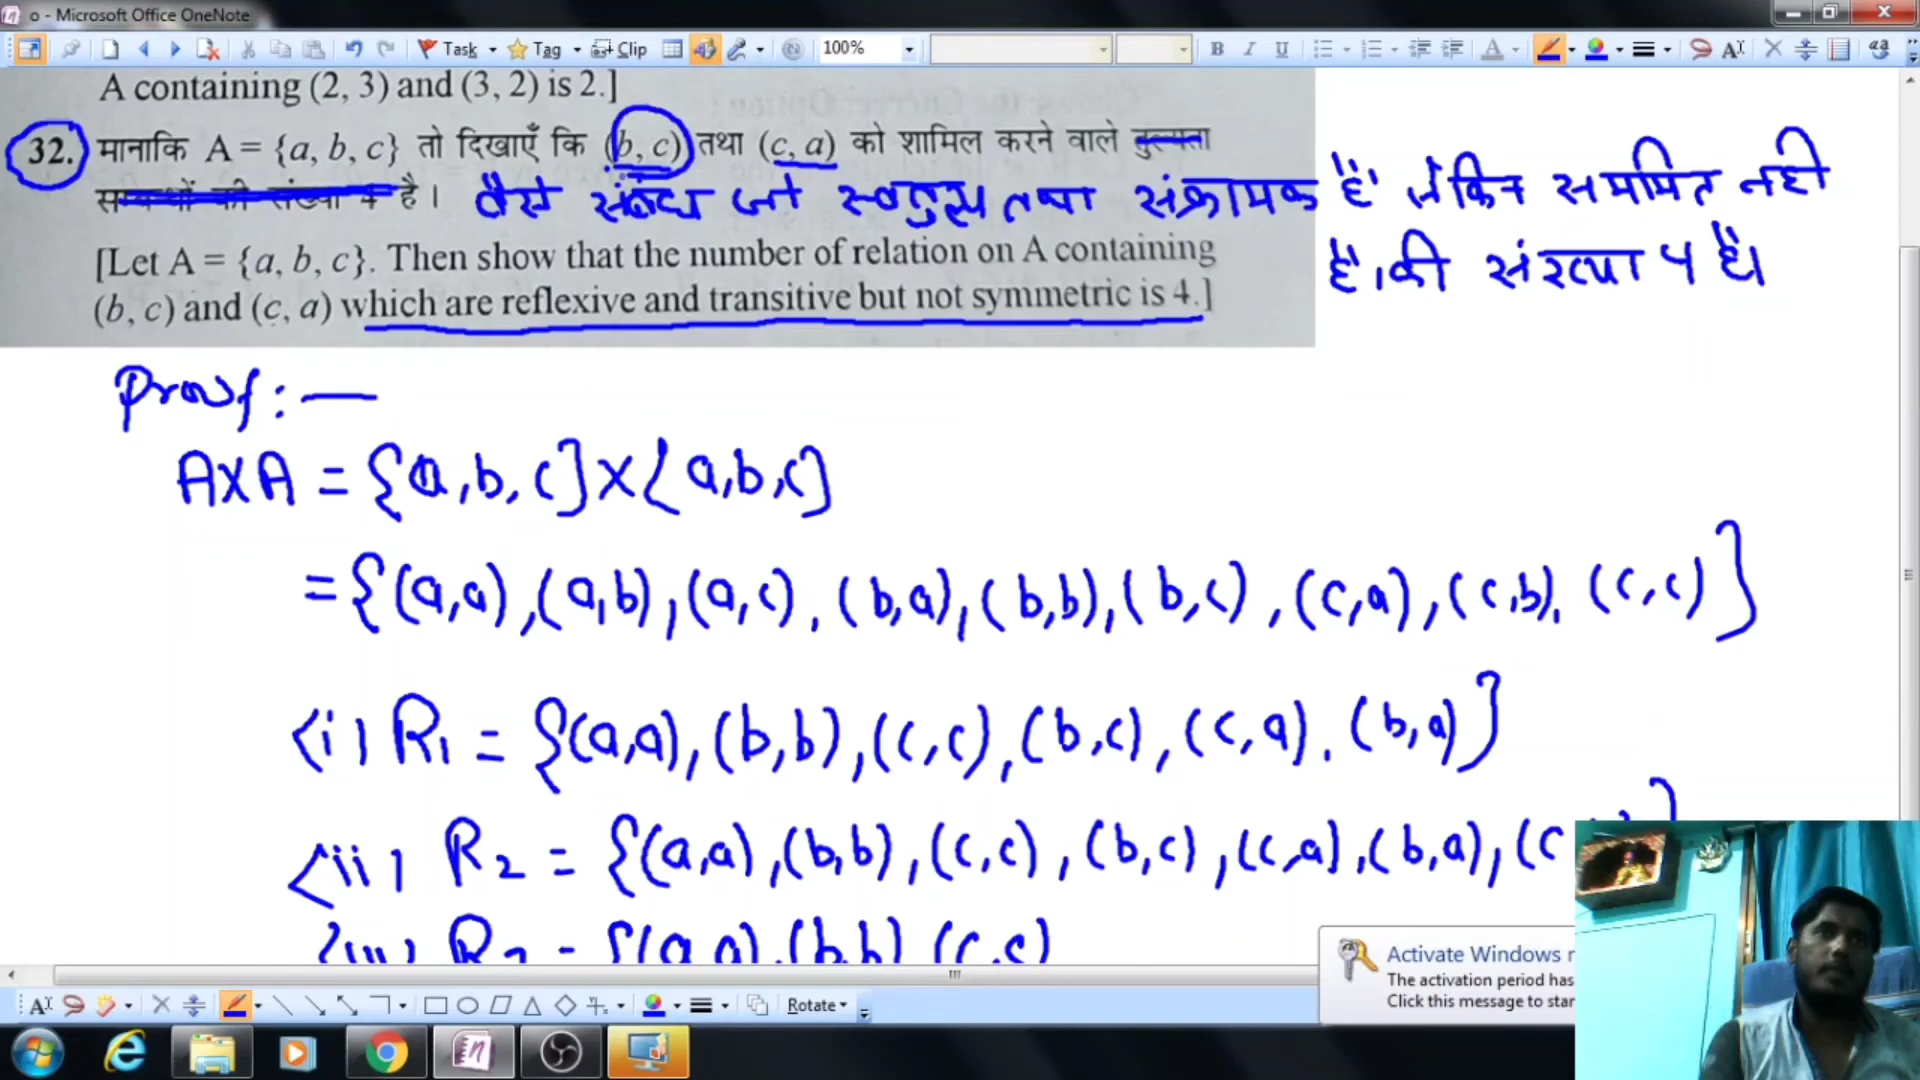 o - Microsoft Office OneNote
Task Tag Clip 100%
A containing (2, 3) and (3, 2) is 2.]
32. मानाकि A = {a, b, c} तो दिखाएँ कि (b, c) तथा (c, a) को शामिल करने वाले तुल्यता
सम्बन्धों की संख्या 4 है। वैसे संबंध जो स्वतुल्य तथा संक्रामक है लेकिन सममित नही
[Let A = {a, b, c}. Then show that the number of relation on A containing
है। की संख्या 4 है।
(b, c) and (c, a) which are reflexive and transitive but not symmetric is 4.]
Proof: —
A×A = {a, b, c}×{a, b, c}
= {(a,a), (a,b), (a,c), (b,a), (b,b), (b,c), (c,a), (c,b), (c,c)}
(i) R1 = {(a,a), (b,b), (c,c), (b,c), (c,a), (b,a)}
(ii) R2 = {(a,a), (b,b), (c,c), (b,c), (c,a), (b,a), (c
= {(a,a), (b,b) (c,c)
Activate Windows n
The activation period has
Click this message to star
Rotate